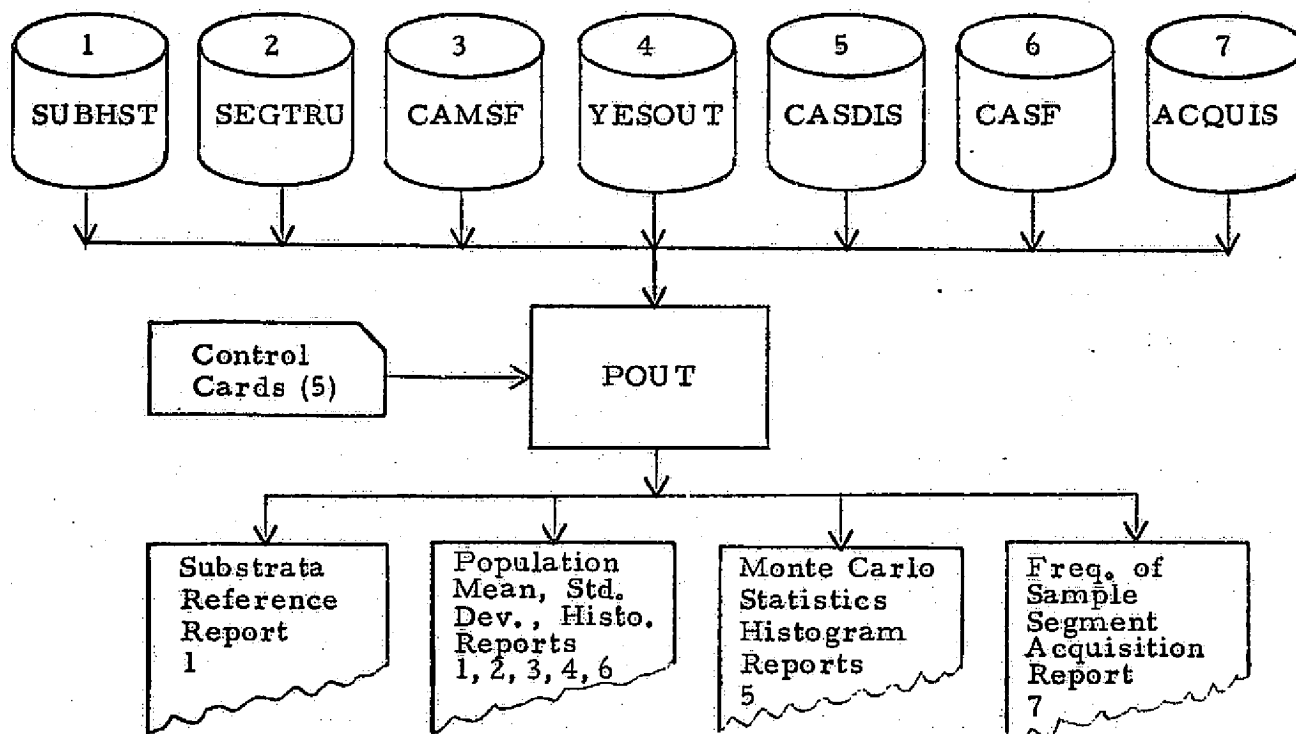 1
SUBHST
2
SEGTRU
3
CAMSF
4
YESOUT
5
CASDIS
6
CASF
7
ACQUIS
Control
Cards (5)
POUT
Substrata
Reference
Report
1
Population
Mean, Std.
Dev., Histo.
Reports
1, 2, 3, 4, 6
Monte Carlo
Statistics
Histogram
Reports
5
Freq. of
Sample
Segment
Acquisition
Report
7